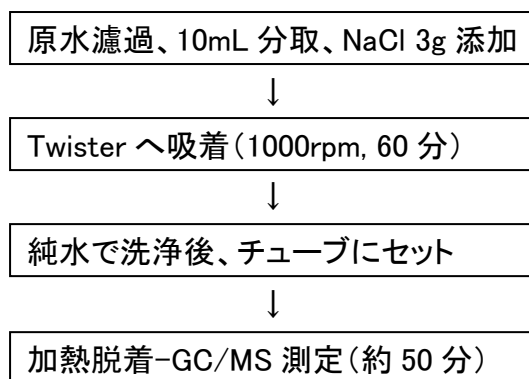 原水濾過、10mL 分取、NaCl 3g 添加
↓
Twister へ吸着(1000rpm, 60 分)
↓
純水で洗浄後、チューブにセット
↓
加熱脱着-GC/MS 測定(約 50 分)